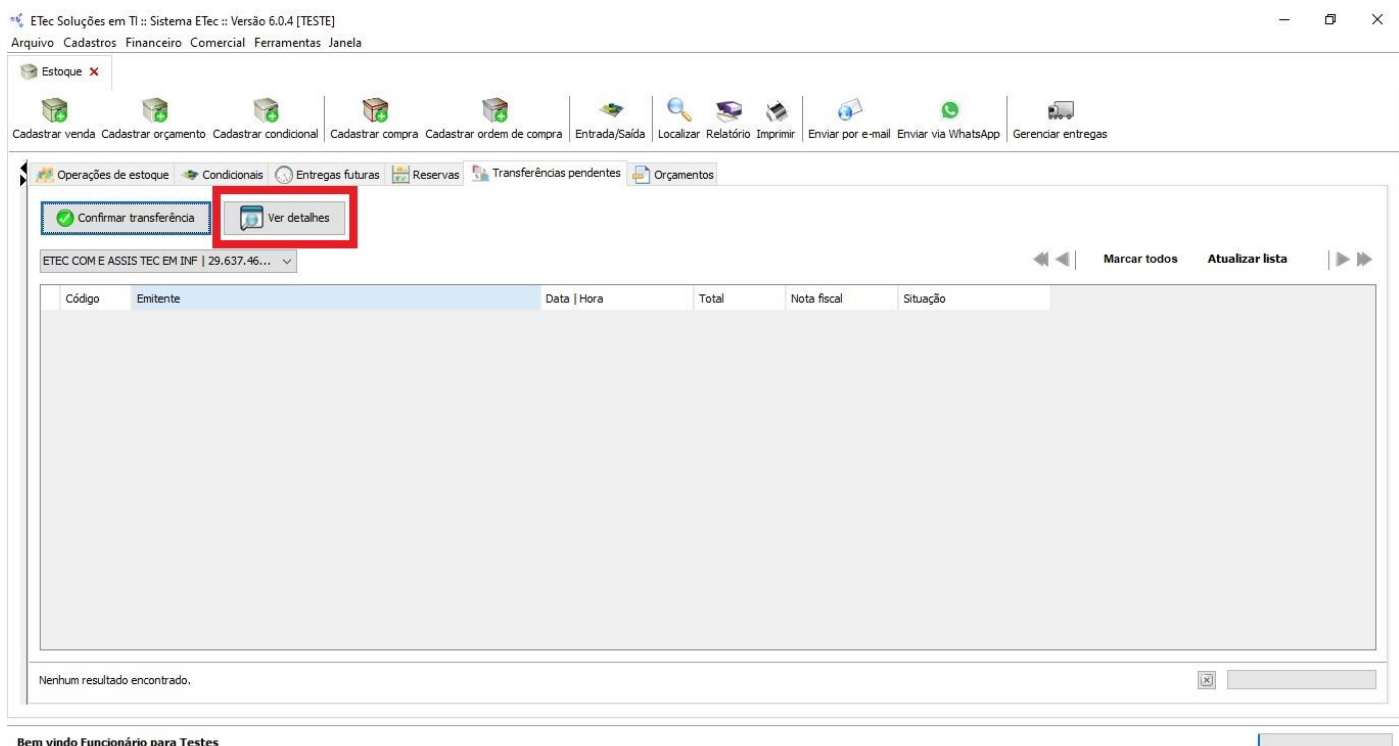 ETec Soluções em TI :: Sistema ETec :: Versão 6.0.4 [TESTE]
Arquivo Cadastros Financeiro Comercial Ferramentas Janela
Estoque
Cadastrar venda Cadastrar orçamento Cadastrar condicional Cadastrar compra Cadastrar ordem de compra Entrada/Saída Localizar Relatório Imprimir Enviar por e-mail Enviar via WhatsApp Gerenciar entregas
Operações de estoque Condicionais Entregas futuras Reservas Transferências pendentes Orçamentos
Confirmar transferência Ver detalhes
ETEC COM E ASSIS TEC EM INF | 29.637.46... Marcar todos Atualizar lista
Código Emitente Data | Hora Total Nota fiscal Situação
Nenhum resultado encontrado.
Bem vindo Funcionário para Testes